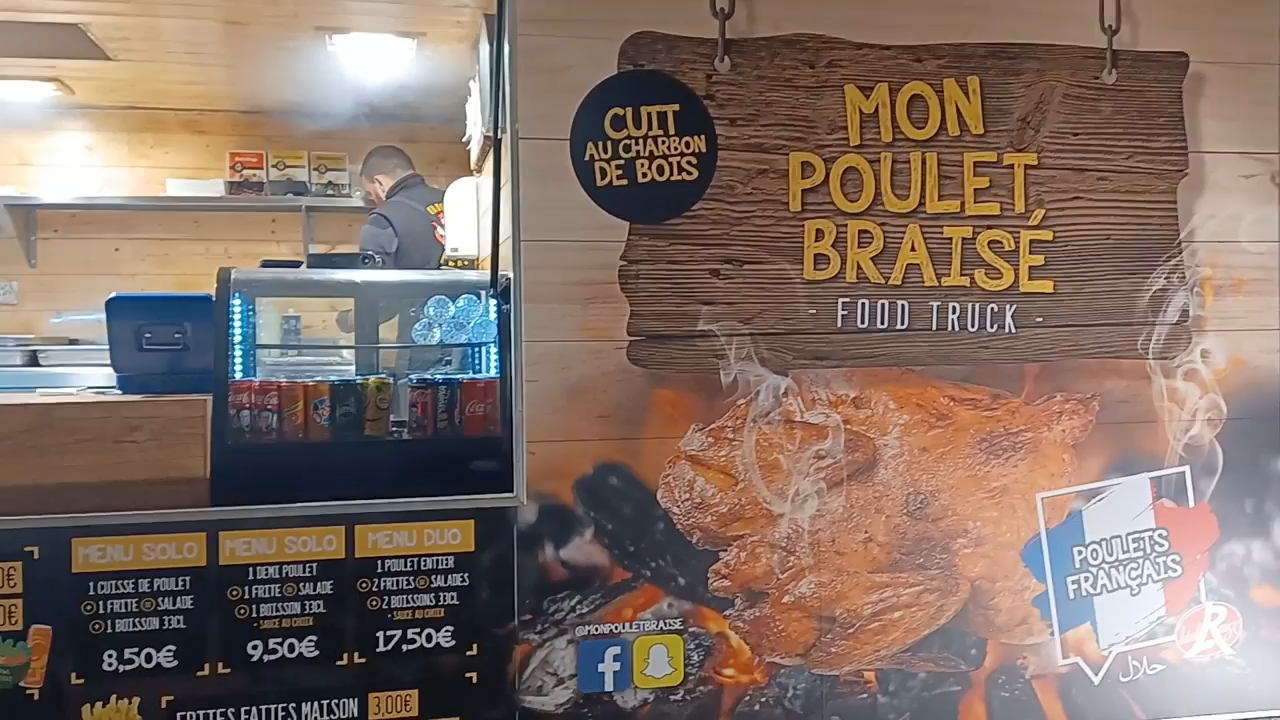 CUIT
AU CHARBON
DE BOIS
MON
POULET
BRAISÉ
- FOOD TRUCK -
POULETS
FRANÇAIS
حلال
@MONPOULETBRAISE
MENU SOLO
1 CUISSE DE POULET
+ 1 FRITE OU SALADE
+ 1 BOISSON 33CL
8,50€
MENU SOLO
1 DEMI POULET
+ 1 FRITE OU SALADE
+ 1 BOISSON 33CL
- SAUCE AU CHOIX
9,50€
MENU DUO
1 POULET ENTIER
+ 2 FRITES OU SALADES
+ 2 BOISSONS 33CL
- SAUCE AU CHOIX
17,50€
FRITES FAITES MAISON 3,00€